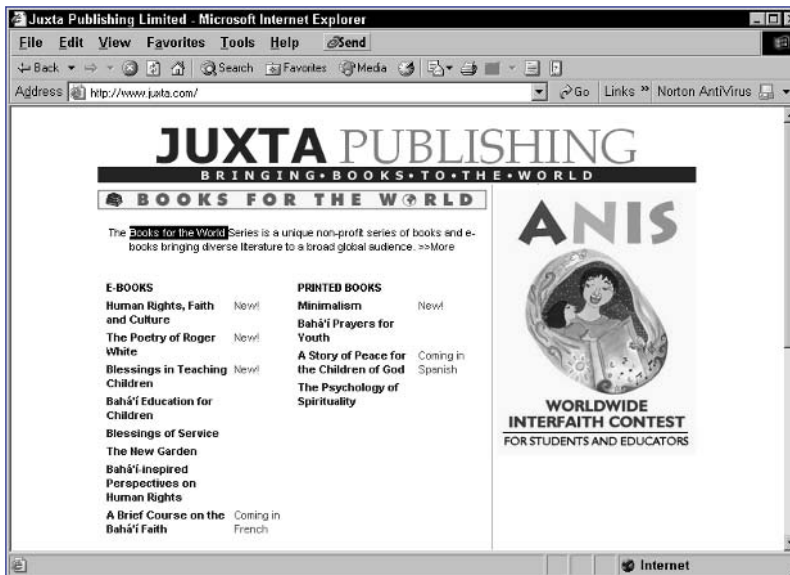 Juxta Publishing Limited - Microsoft Internet Explorer
File Edit View Favorites Tools Help Send
Back Search Favorites Media
Address http://www.juxta.com/ Go Links » Norton AntiVirus
JUXTA PUBLISHING
BRINGING•BOOKS•TO•THE•WORLD
BOOKS FOR THE WORLD
The Books for the World Series is a unique non-profit series of books and e-
books bringing diverse literature to a broad global audience. >>More
E-BOOKS
Human Rights, Faith New!
and Culture
The Poetry of Roger New!
White
Blessings in Teaching New!
Children
Bahá'í Education for
Children
Blessings of Service
The New Garden
Bahá'í-inspired
Perspectives on
Human Rights
A Brief Course on the Coming in
Bahá'í Faith French
PRINTED BOOKS
Minimalism New!
Bahá'í Prayers for
Youth
A Story of Peace for Coming in
the Children of God Spanish
The Psychology of
Spirituality
ANIS
WORLDWIDE
INTERFAITH CONTEST
FOR STUDENTS AND EDUCATORS
Internet